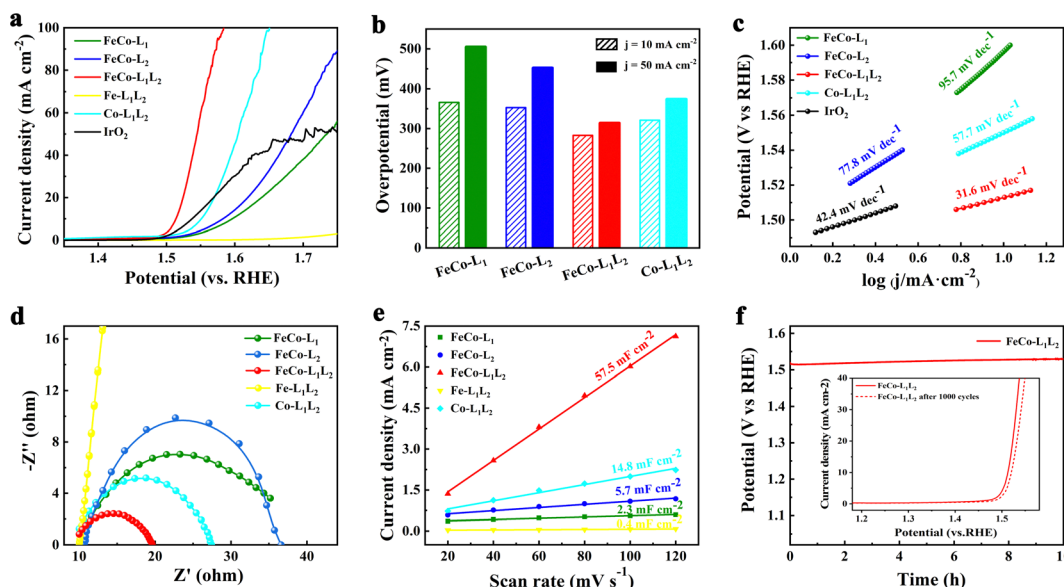 a
Current density (mA cm⁻²)
100
80
60
40
20
0
FeCo-L₁
FeCo-L₂
FeCo-L₁L₂
Fe-L₁L₂
Co-L₁L₂
IrO₂
1.4
1.5
1.6
1.7
Potential (vs. RHE)
b
Overpotential (mV)
500
400
300
200
100
0
j = 10 mA cm⁻²
j = 50 mA cm⁻²
FeCo-L₁
FeCo-L₂
FeCo-L₁L₂
Co-L₁L₂
c
Potential (V vs RHE)
1.60
1.56
1.52
1.50
FeCo-L₁
FeCo-L₂
FeCo-L₁L₂
Co-L₁L₂
IrO₂
95.7 mV dec⁻¹
77.8 mV dec⁻¹
57.7 mV dec⁻¹
42.4 mV dec⁻¹
31.6 mV dec⁻¹
0.0
0.2
0.4
0.6
0.8
1.0
1.2
log (j/mA·cm⁻²)
d
-Z'' (ohm)
16
12
8
4
0
FeCo-L₁
FeCo-L₂
FeCo-L₁L₂
Fe-L₁L₂
Co-L₁L₂
10
20
30
40
Z' (ohm)
e
Current density (mA cm⁻²)
7.5
6.0
4.5
3.0
1.5
0.0
FeCo-L₁
FeCo-L₂
FeCo-L₁L₂
Fe-L₁L₂
Co-L₁L₂
57.5 mF cm⁻²
14.8 mF cm⁻²
5.7 mF cm⁻²
2.3 mF cm⁻²
mF cm⁻²
20
40
60
80
100
120
Scan rate (mV s⁻¹)
f
Potential (V vs RHE)
1.6
1.5
1.4
1.3
1.2
1.1
FeCo-L₁L₂
Current density (mA cm-2)
40
30
20
10
0
FeCo-L₁L₂
FeCo-L₁L₂ after 1000 cycles
1.2
1.3
1.4
1.5
Potential (vs.RHE)
0
2
4
6
8
10
Time (h)